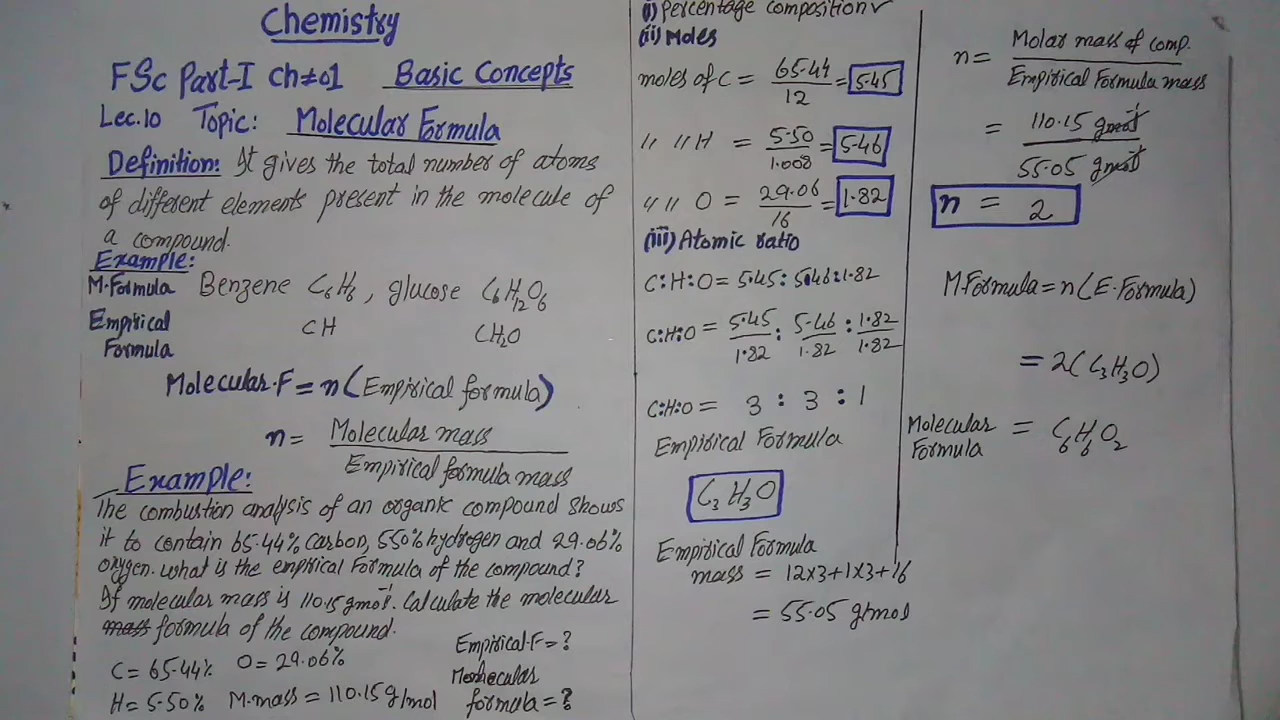 Chemistry
FSc Part-I Ch#01 Basic Concepts
Lec.10 Topic: Molecular Formula
Definition: It gives the total number of atoms
of different elements present in the molecule of
a compound.
Example:
M.Formula Benzene C₆H₆, glucose C₆H₁₂O₆
Empirical
Formula CH CH₂O
Molecular.F = n(Empirical formula)
n = Molecular mass
Empirical formula mass
Example:
The combustion analysis of an organic compound shows
it to contain 65.44% carbon, 5.50% hydrogen and 29.06%
oxygen. what is the emprical Formula of the compound?
If molecular mass is 110.15 gmol⁻¹. Calculate the molecular
mass formula of the compound.
C = 65.44% O = 29.06%
H = 5.50% M.mass = 110.15 g/mol
Empirical.F = ?
Molecular
formula = ?
(i) Percentage composition ✓
(ii) Moles
moles of C = 65.44/12 = 5.45
〃 〃 H = 5.50/1.008 = 5.46
〃 〃 O = 29.06/16 = 1.82
(iii) Atomic ratio
C:H:O = 5.45 : 5.46 : 1.82
C:H:O = 5.45/1.82 : 5.46/1.82 : 1.82/1.82
C:H:O = 3 : 3 : 1
Empirical Formula
C₃H₃O
Empirical Formula
mass = 12x3+1x3+16
= 55.05 g/mol
n = Molar mass of comp.
Empirical Formula mass
= 110.15 gmol⁻¹
55.05 gmol⁻¹
n = 2
M.Formula = n(E.Formula)
= 2(C₃H₃O)
Molecular
Formula = C₆H₆O₂